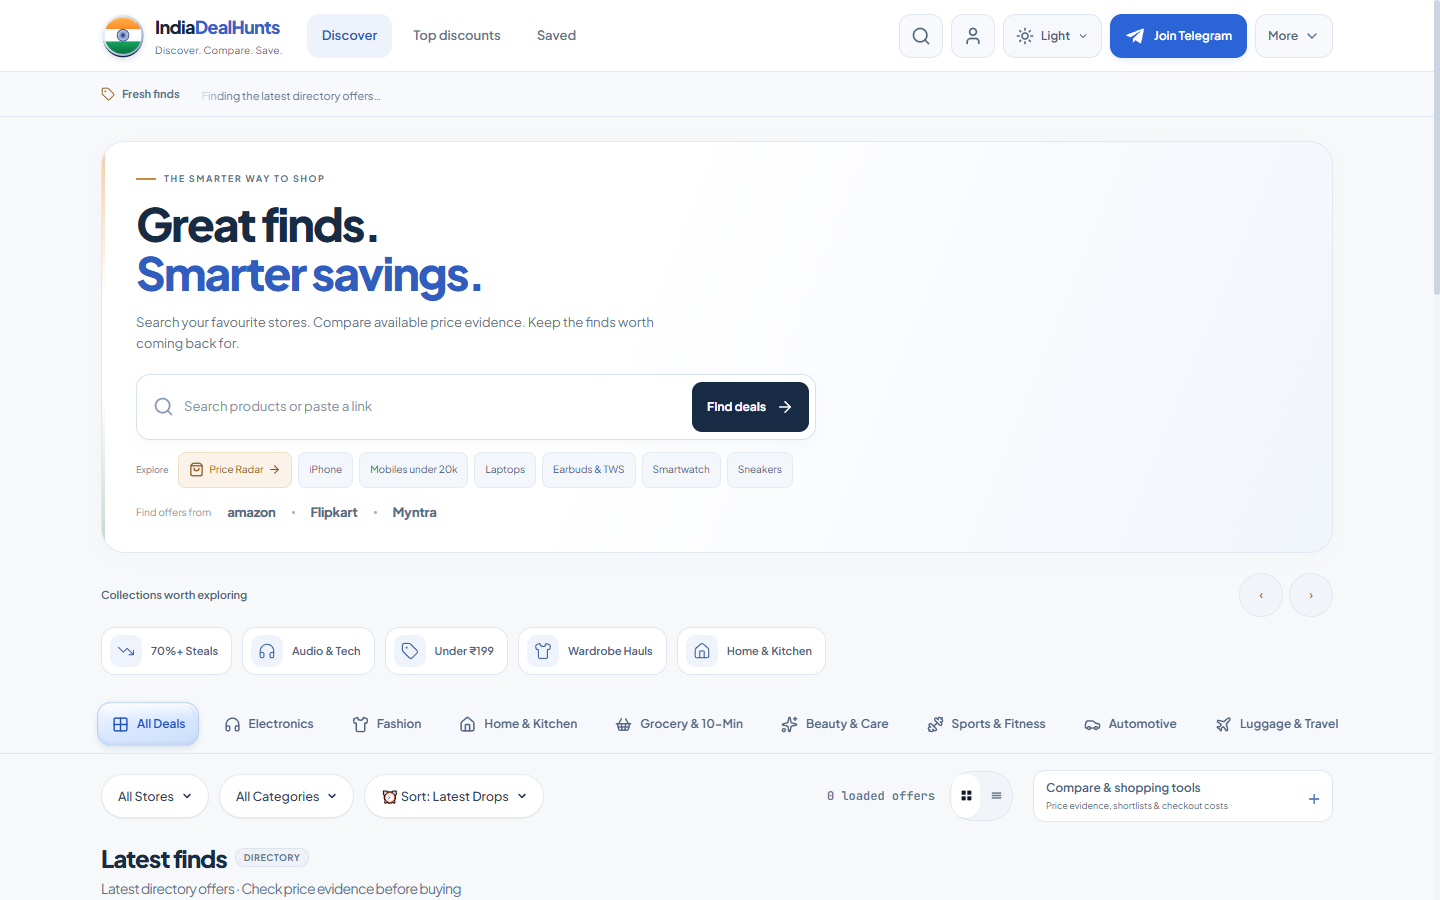 IndiaDealHunts
Discover. Compare. Save.
Discover
Top discounts
Saved
Light
Join Telegram
More
Fresh finds
Finding the latest directory offers...
THE SMARTER WAY TO SHOP
Great finds.
Smarter savings.
Search your favourite stores. Compare available price evidence. Keep the finds worth
coming back for.
Search products or paste a link
Find deals
Explore
Price Radar
iPhone
Mobiles under 20k
Laptops
Earbuds & TWS
Smartwatch
Sneakers
Find offers from
amazon
Flipkart
Myntra
Collections worth exploring
70%+ Steals
Audio & Tech
Under ₹199
Wardrobe Hauls
Home & Kitchen
All Deals
Electronics
Fashion
Home & Kitchen
Grocery & 10-Min
Beauty & Care
Sports & Fitness
Automotive
Luggage & Travel
All Stores
All Categories
Sort: Latest Drops
0 loaded offers
Compare & shopping tools
Price evidence, shortlists & checkout costs
Latest finds
DIRECTORY
Latest directory offers · Check price evidence before buying